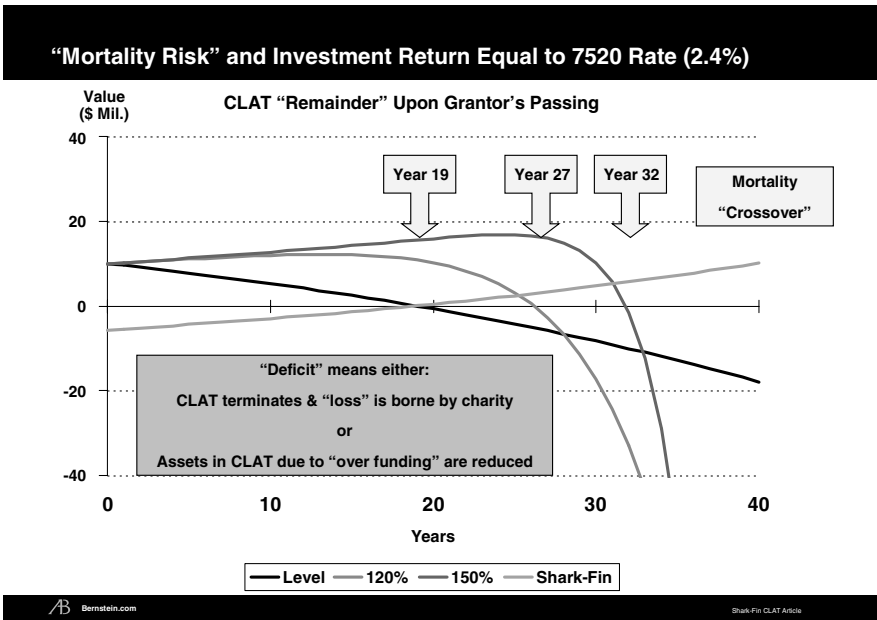 “Mortality Risk” and Investment Return Equal to 7520 Rate (2.4%)
Value
($ Mil.)
CLAT “Remainder” Upon Grantor’s Passing
40
Year 19
Year 27
Year 32
Mortality
“Crossover”
20
0
“Deficit” means either:
CLAT terminates & “loss” is borne by charity
or
Assets in CLAT due to “over funding” are reduced
-20
-40
0
10
20
30
40
Years
Level
120%
150%
Shark-Fin
AB
Bernstein.com
Shark-Fin CLAT Article